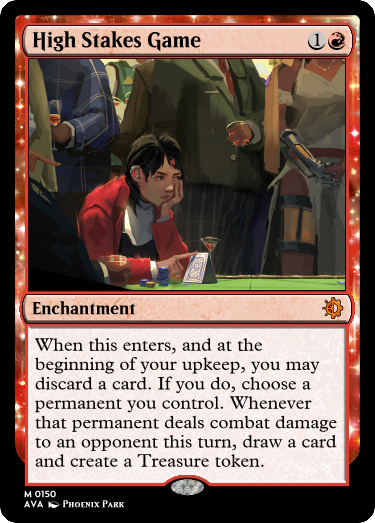 High Stakes Game 1
Enchantment
When this enters, and at the
beginning of your upkeep, you may
discard a card. If you do, choose a
permanent you control. Whenever
that permanent deals combat damage
to an opponent this turn, draw a card
and create a Treasure token.
M 0150
AVA Phoenix Park